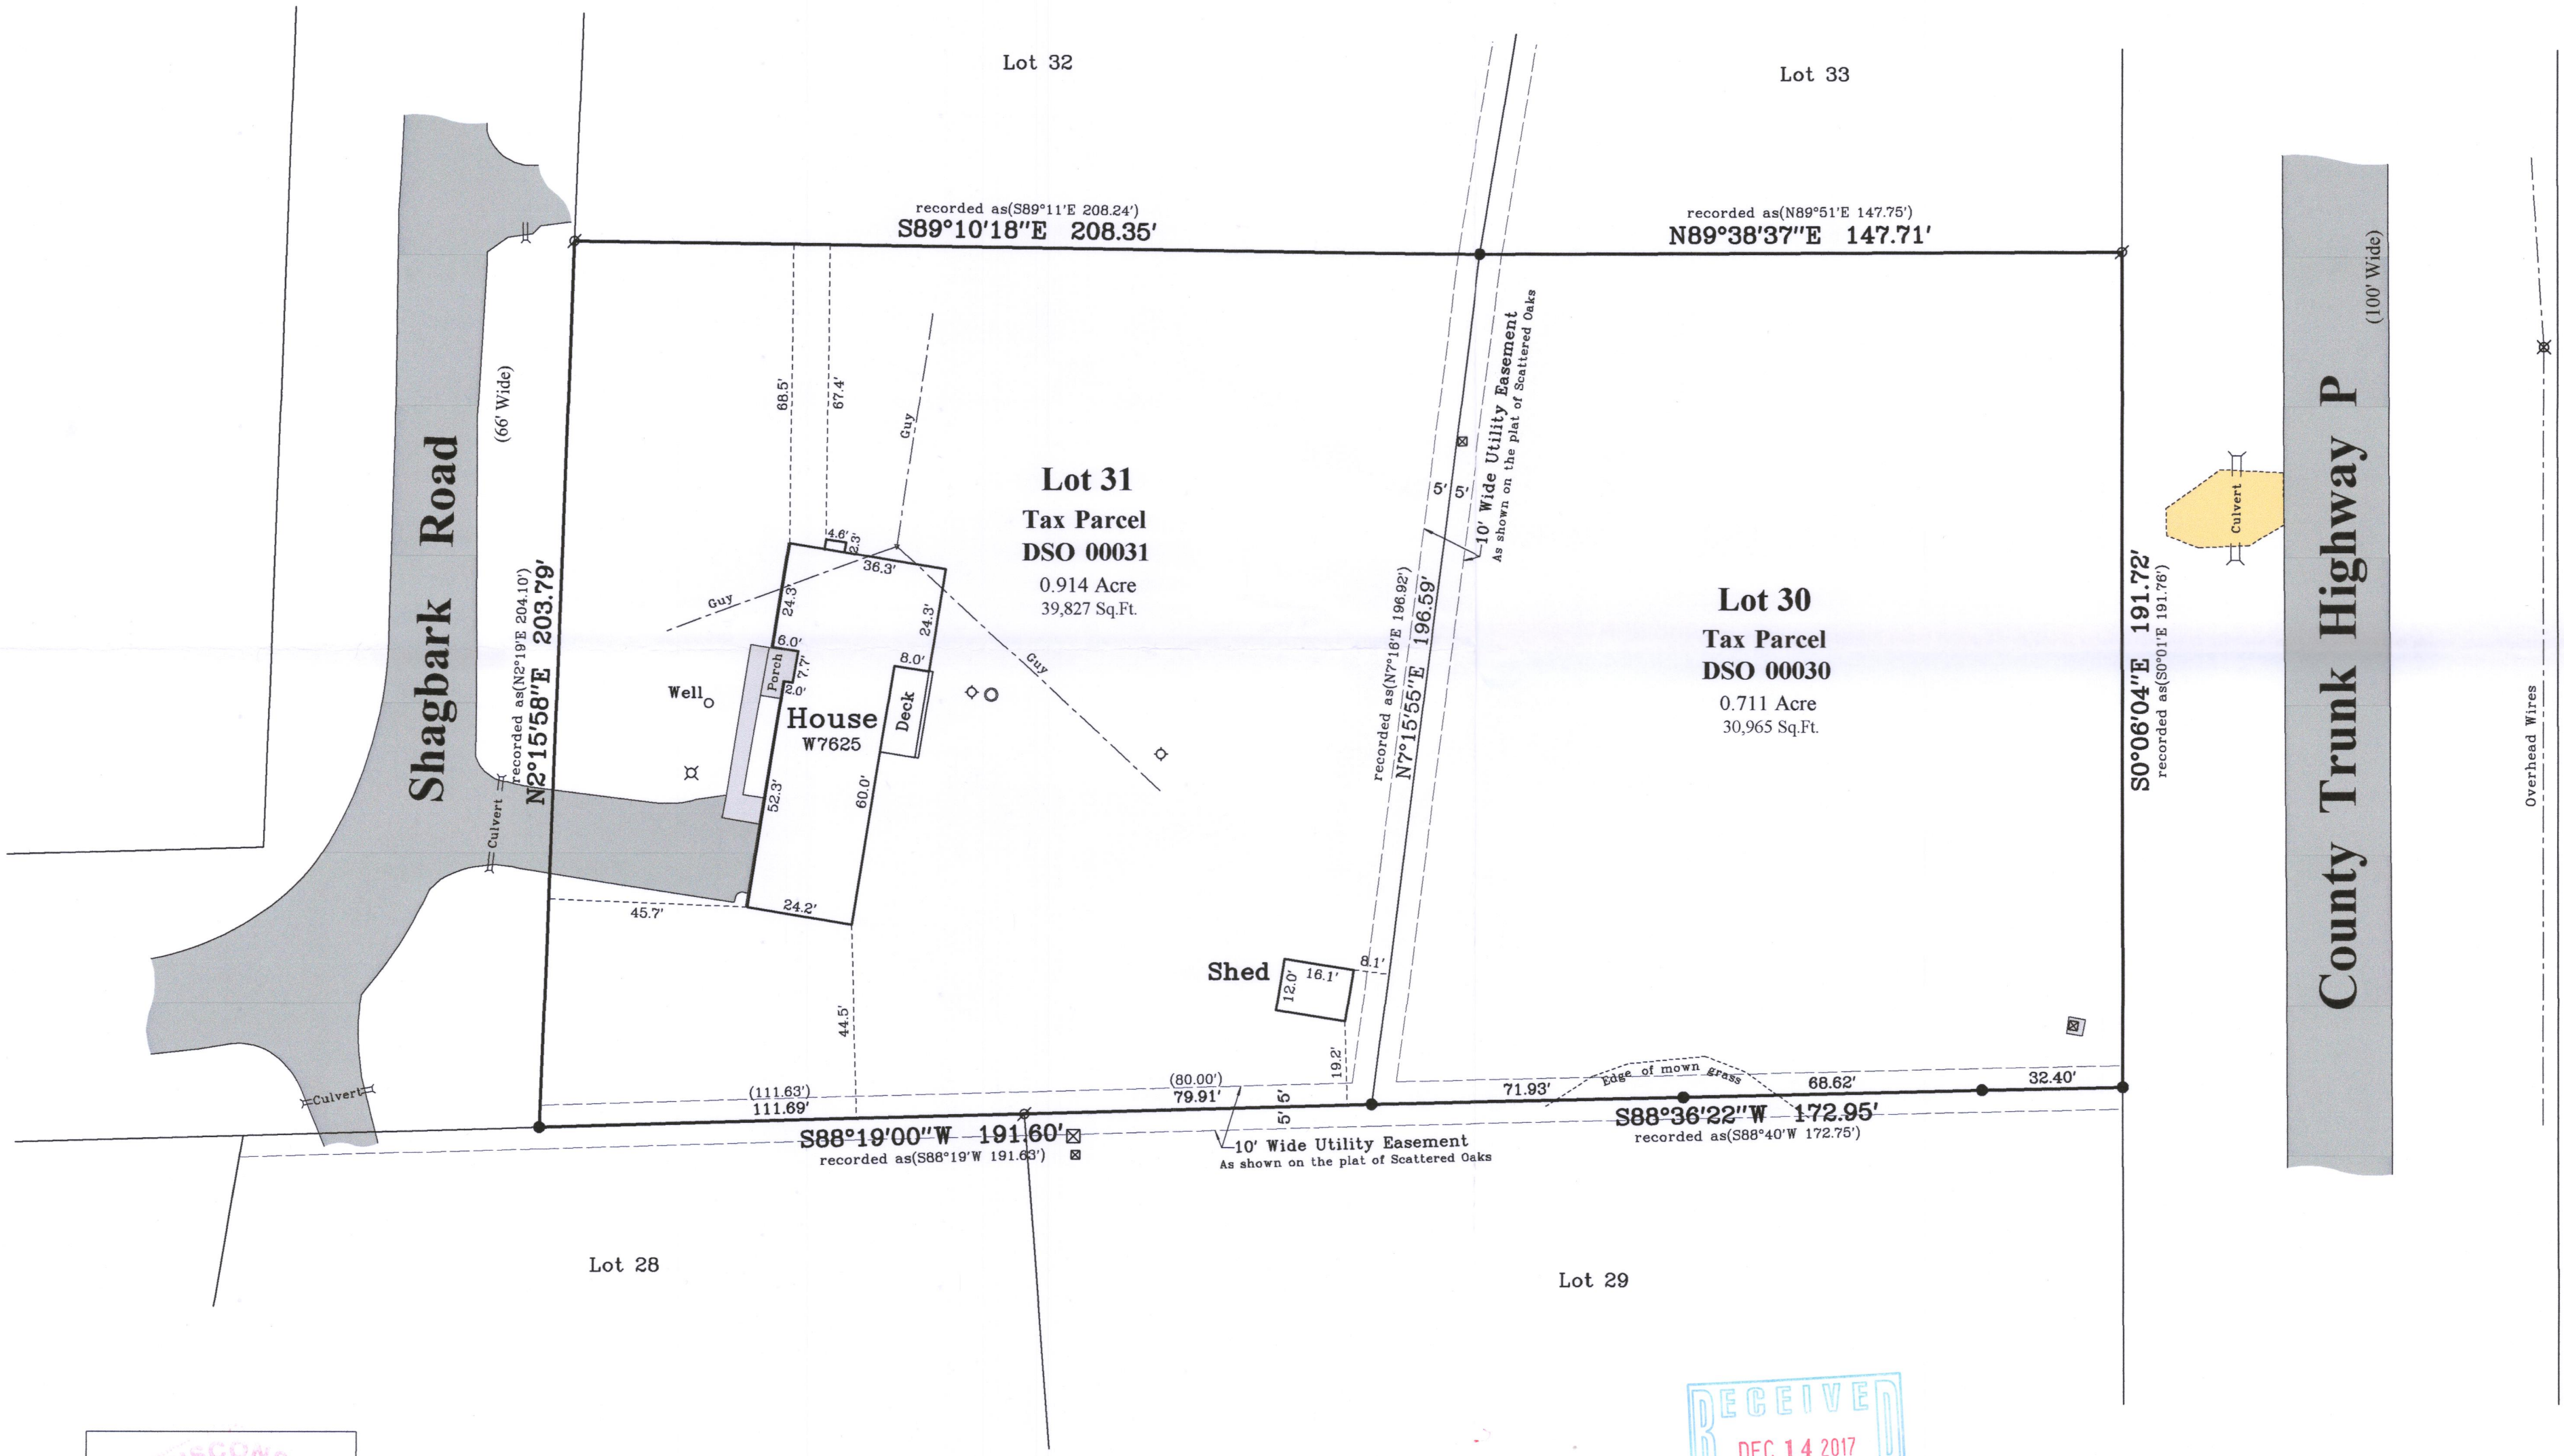 Lot 32
Lot 33
recorded as(S89°11'E 208.24')
S89°10'18"E 208.35'
recorded as(N89°51'E 147.75')
N89°38'37"E 147.71'
(100' Wide)
(66' Wide)
Shagbark Road
recorded as(N2°19'E 204.10')
N2°15'58"E 203.79'
68.5'
67.4'
Guy
Guy
Guy
Lot 31
Tax Parcel
DSO 00031
0.914 Acre
39,827 Sq.Ft.
4.6'
2.3'
36.3'
24.3'
24.3'
6.0'
Porch
7.7'
2.0'
8.0'
Deck
Well
House
W7625
52.3'
60.0'
24.2'
45.7'
44.5'
Culvert
Culvert
5' 5'
10' Wide Utility Easement
As shown on the plat of Scattered Oaks
recorded as(N7°16'E 196.92')
N7°15'55"E 196.59'
Lot 30
Tax Parcel
DSO 00030
0.711 Acre
30,965 Sq.Ft.
S0°06'04"E 191.72'
recorded as(S0°01'E 191.76')
Culvert
County Trunk Highway P
Overhead Wires
Shed
12.0'
16.1'
8.1'
19.2'
(111.63')
111.69'
(80.00')
79.91'
5' 5'
71.93'
Edge of mown grass
68.62'
32.40'
S88°19'00"W 191.60'
recorded as(S88°19'W 191.63')
10' Wide Utility Easement
As shown on the plat of Scattered Oaks
S88°36'22"W 172.95'
recorded as(S88°40'W 172.75')
Lot 28
Lot 29
RECEIVED
DEC 14 2017